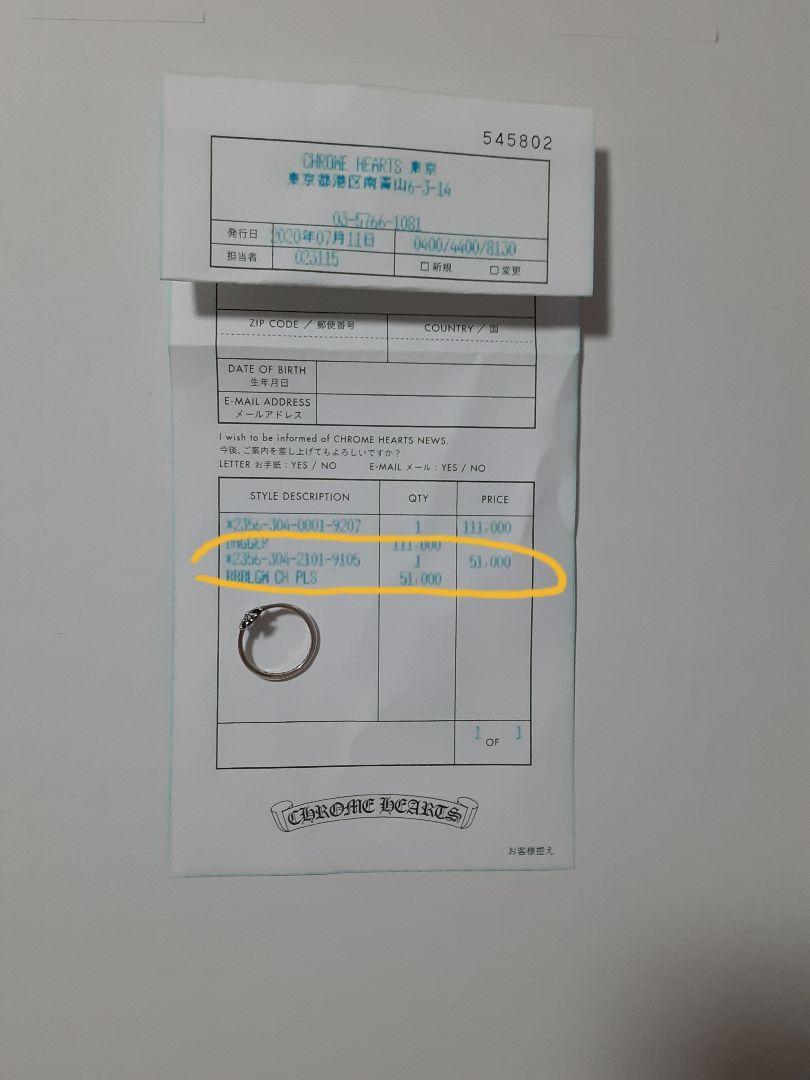 545802
CHROME HEARTS 東京
東京都港区南青山6-3-14
03-5766-1081
発行日 2020年07月11日 0400/4400/8130
担当者 023115 □ 新規 □ 変更
ZIP CODE / 郵便番号 COUNTRY / 国
DATE OF BIRTH
生年月日
E-MAIL ADDRESS
メールアドレス
I wish to be informed of CHROME HEARTS NEWS.
今後、ご案内を差し上げてもよろしいですか?
LETTER お手紙 : YES / NO E-MAIL メール : YES / NO
STYLE DESCRIPTION QTY PRICE
*2356-304-0001-9207 1 111,000
DAGGER 111,000
*2356-304-2101-9105 1 51,000
BBBLGM CH PLS 51,000
1 OF 1
CHROME HEARTS
お客様控え